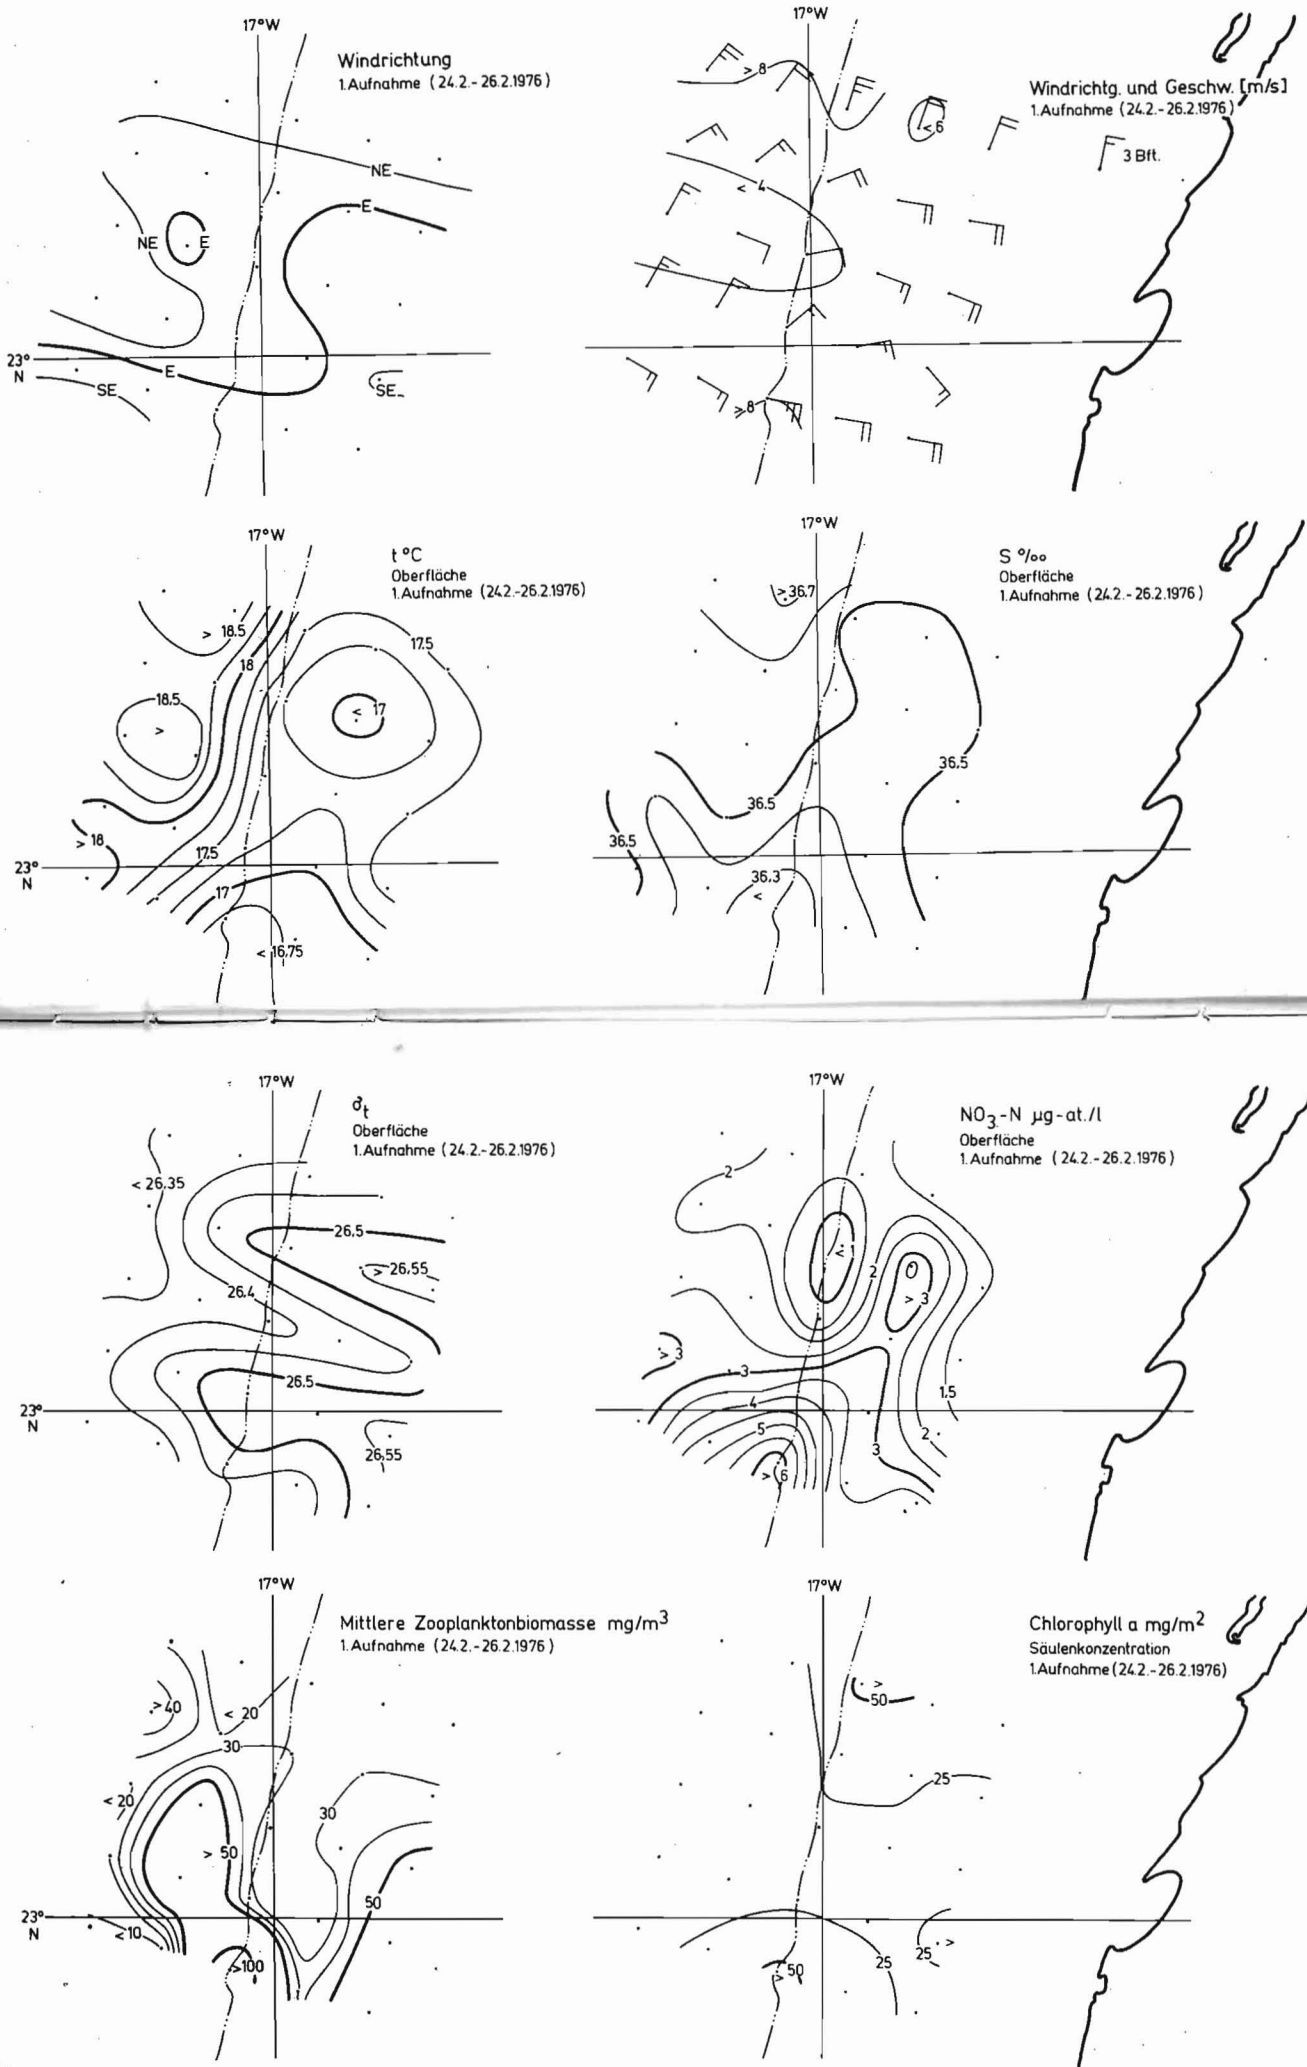 17°W
Windrichtung
1.Aufnahme (24.2.-26.2.1976)
NE
E
NE
E
23°
N
E
SE
SE
17°W
Windrichtg. und Geschw. [m/s]
1.Aufnahme (24.2.-26.2.1976)
> 8
< 6
3 Bft.
< 4
>8
17°W
t °C
Oberfläche
1.Aufnahme (24.2.-26.2.1976)
> 18.5
17.5
18
18.5
>
< 17
> 18
17.5
23°
N
17
< 16,75
17°W
S ‰
Oberfläche
1.Aufnahme (24.2.-26.2.1976)
> 36.7
36.5
36.5
36.5
36.3
<
17°W
σt
Oberfläche
1.Aufnahme (24.2.-26.2.1976)
< 26,35
26.5
> 26,55
26.4
26.5
23°
N
26,55
17°W
NO3-N µg-at./l
Oberfläche
1.Aufnahme (24.2.-26.2.1976)
2
<
2
> 3
> 3
3
1.5
4
5
2
3
> 6
17°W
Mittlere Zooplanktonbiomasse mg/m3
1.Aufnahme (24.2.-26.2.1976)
> 40
< 20
30
< 20
30
> 50
50
23°
N
<10
>100
17°W
Chlorophyll a mg/m2
Säulenkonzentration
1.Aufnahme (24.2.-26.2.1976)
>
50
25
25
>
25
> 50